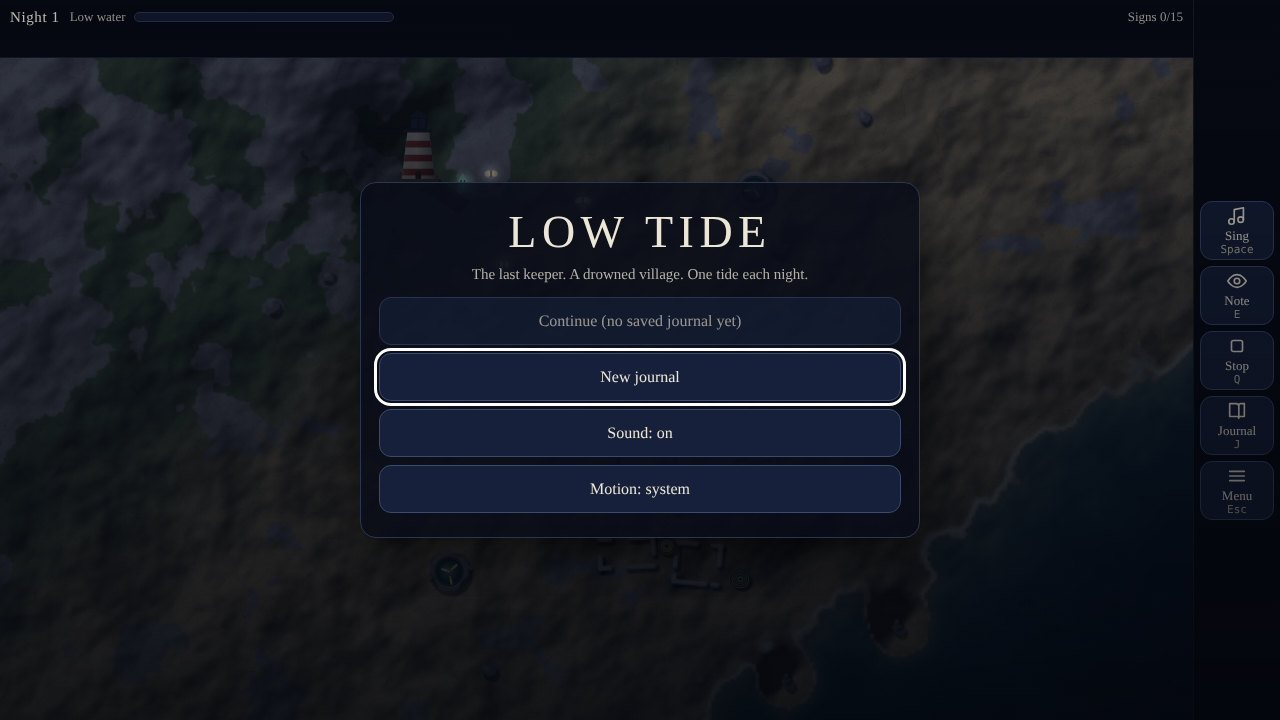 Night 1 Low water Signs 0/15
LOW TIDE
The last keeper. A drowned village. One tide each night.
Continue (no saved journal yet)
New journal
Sound: on
Motion: system
Sing
Space
Note
E
Stop
Q
Journal
J
Menu
Esc